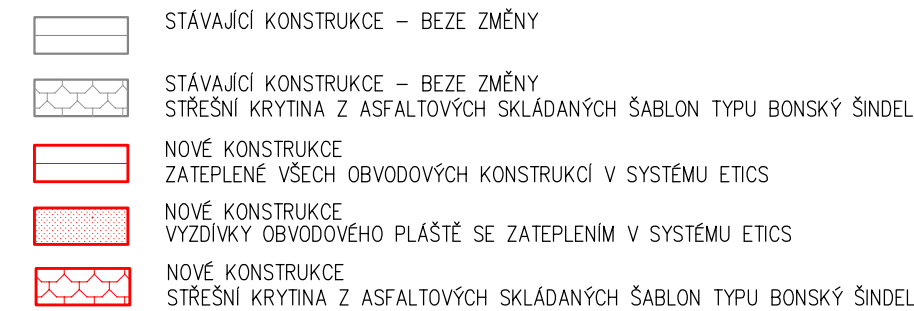 STÁVAJÍCÍ KONSTRUKCE – BEZE ZMĚNY
STÁVAJÍCÍ KONSTRUKCE – BEZE ZMĚNY
STŘEŠNÍ KRYTINA Z ASFALTOVÝCH SKLÁDANÝCH ŠABLON TYPU BONSKÝ ŠINDEL
NOVÉ KONSTRUKCE
ZATEPLENÉ VŠECH OBVODOVÝCH KONSTRUKCÍ V SYSTÉMU ETICS
NOVÉ KONSTRUKCE
VYZDÍVKY OBVODOVÉHO PLÁŠTĚ SE ZATEPLENÍM V SYSTÉMU ETICS
NOVÉ KONSTRUKCE
STŘEŠNÍ KRYTINA Z ASFALTOVÝCH SKLÁDANÝCH ŠABLON TYPU BONSKÝ ŠINDEL